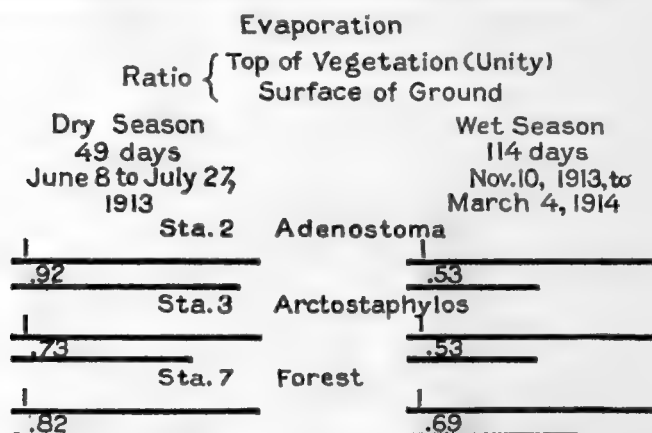 Evaporation
Ratio { Top of Vegetation (Unity)
Surface of Ground
Dry Season
49 days
June 8 to July 27,
1913
Wet Season
114 days
Nov. 10, 1913, to
March 4, 1914
Sta. 2 Adenostoma
1 1
.92 .53
Sta. 3 Arctostaphylos
1 1
.73 .53
Sta. 7 Forest
1 1
.82 .69